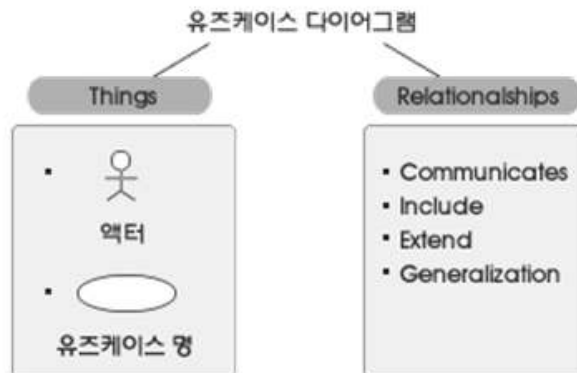 유즈케이스 다이어그램
Things
액터
유즈케이스 명
Relationalships
Communicates
Include
Extend
Generalization